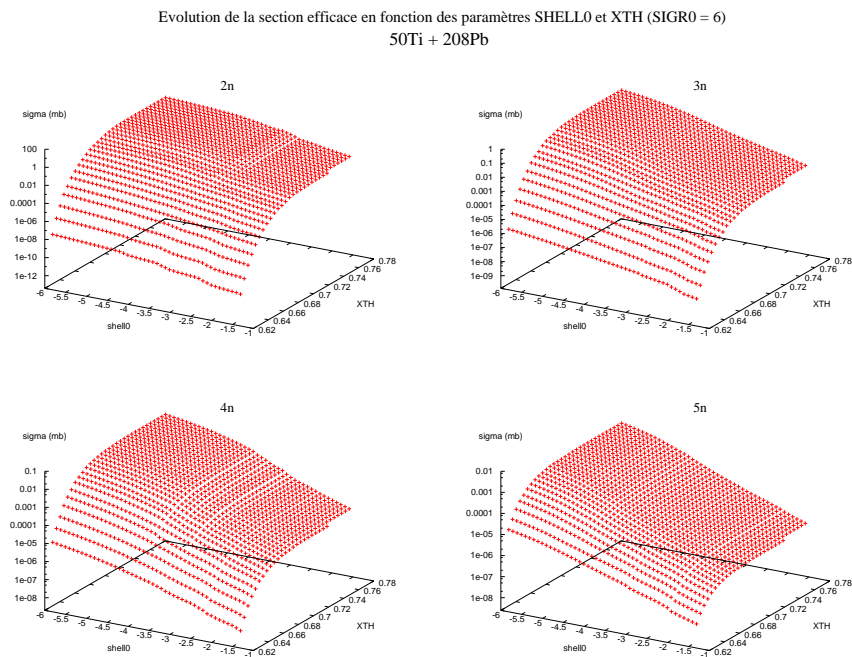 Evolution de la section efficace en fonction des paramètres SHELL0 et XTH (SIGR0 = 6)
50Ti + 208Pb
2n
sigma (mb)
100
1
0.01
0.0001
1e-06
1e-08
1e-10
1e-12
-6
-5.5
-5
-4.5
-4
-3.5
-3
-2.5
-2
-1.5
-1
shell0
0.62
0.64
0.66
0.68
0.7
0.72
0.74
0.76
0.78
XTH
3n
sigma (mb)
1
0.1
0.01
0.001
0.0001
1e-05
1e-06
1e-07
1e-08
1e-09
-6
-5.5
-5
-4.5
-4
-3.5
-3
-2.5
-2
-1.5
-1
shell0
0.62
0.64
0.66
0.68
0.7
0.72
0.74
0.76
0.78
XTH
4n
sigma (mb)
0.1
0.01
0.001
0.0001
1e-05
1e-06
1e-07
1e-08
-6
-5.5
-5
-4.5
-4
-3.5
-3
-2.5
-2
-1.5
-1
shell0
0.62
0.64
0.66
0.68
0.7
0.72
0.74
0.76
0.78
XTH
5n
sigma (mb)
0.01
0.001
0.0001
1e-05
1e-06
1e-07
1e-08
-6
-5.5
-5
-4.5
-4
-3.5
-3
-2.5
-2
-1.5
-1
shell0
0.62
0.64
0.66
0.68
0.7
0.72
0.74
0.76
0.78
XTH